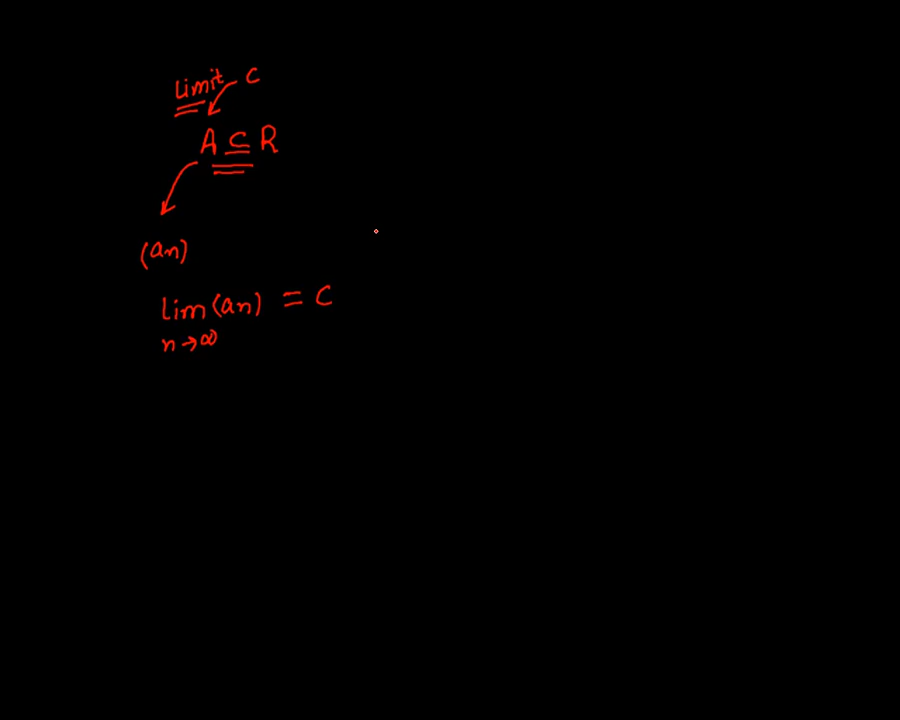 Limit C
A ⊆ R
(an)
lim (an) = C
n → ∞